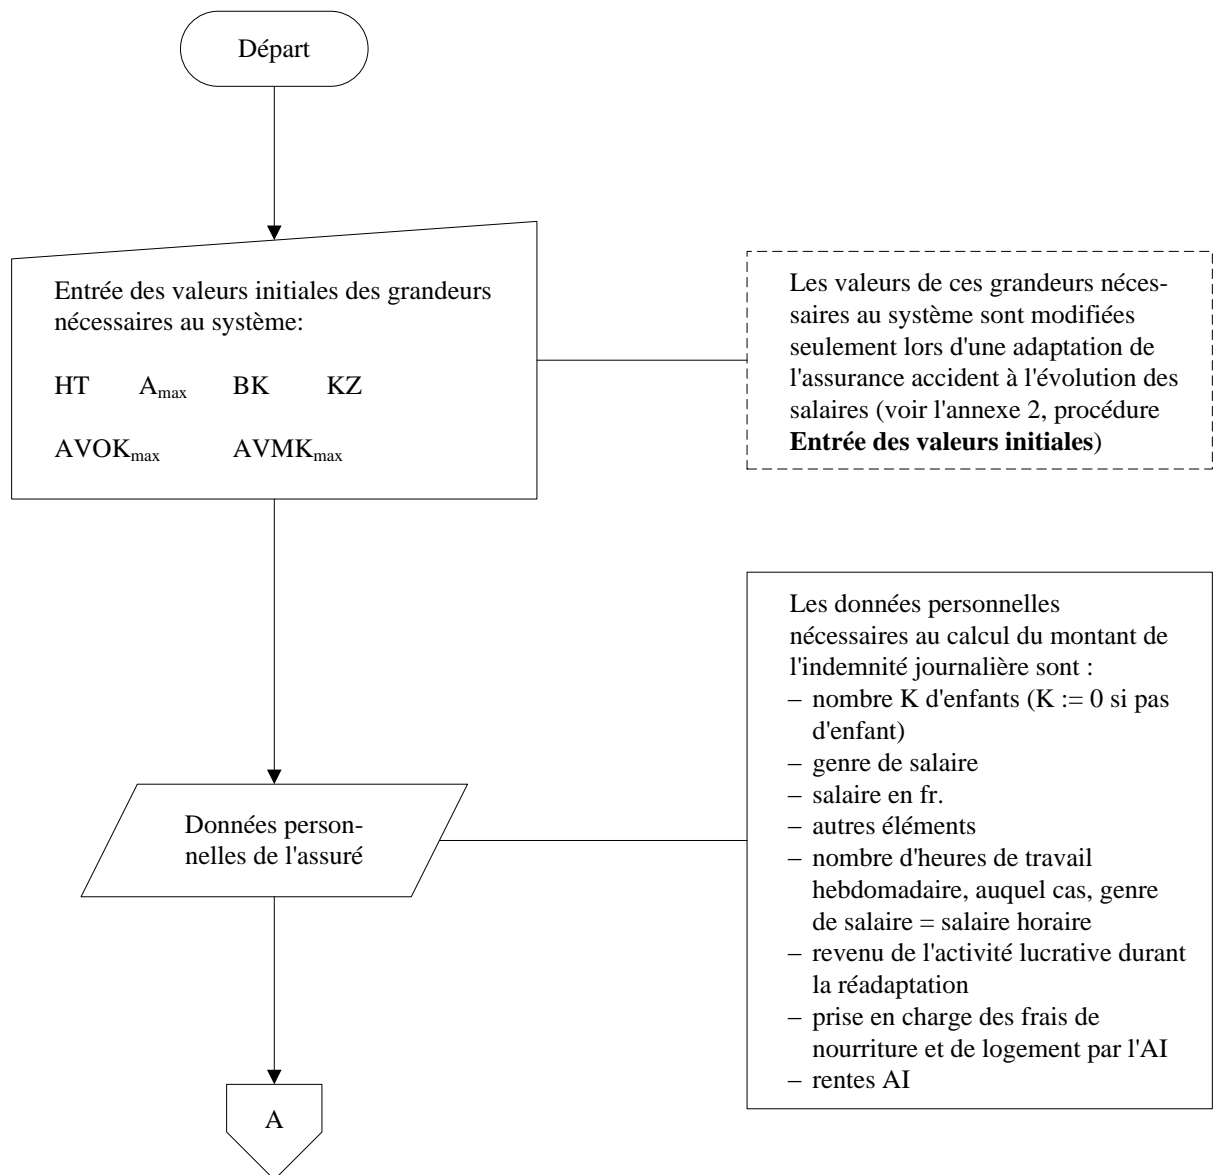 Départ
Entrée des valeurs initiales des grandeurs
nécessaires au système:
HT A_max BK KZ
AVOK_max AVMK_max
Les valeurs de ces grandeurs néces-
saires au système sont modifiées
seulement lors d'une adaptation de
l'assurance accident à l'évolution des
salaires (voir l'annexe 2, procédure
Entrée des valeurs initiales)
Données person-
nelles de l'assuré
Les données personnelles
nécessaires au calcul du montant de
l'indemnité journalière sont :
– nombre K d'enfants (K := 0 si pas
d'enfant)
– genre de salaire
– salaire en fr.
– autres éléments
– nombre d'heures de travail
hebdomadaire, auquel cas, genre
de salaire = salaire horaire
– revenu de l'activité lucrative durant
la réadaptation
– prise en charge des frais de
nourriture et de logement par l'AI
– rentes AI
A